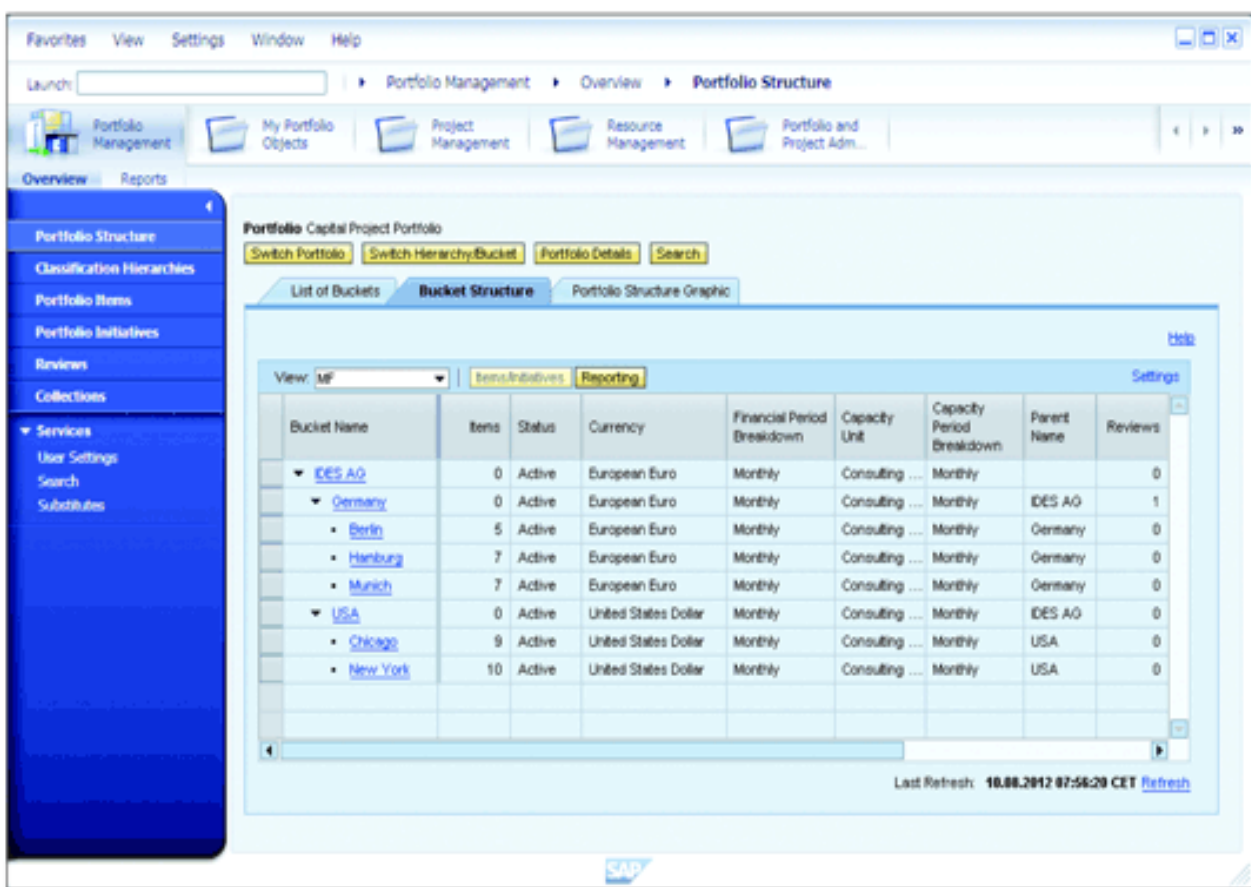 Favorites View Settings Window Help
Launch: Portfolio Management Overview Portfolio Structure
Portfolio Management My Portfolio Objects Project Management Resource Management Portfolio and Project Adm...
Overview Reports
Portfolio Structure
Classification Hierarchies
Portfolio Items
Portfolio Initiatives
Reviews
Collections
Services
User Settings
Search
Substitutes
Portfolio Capital Project Portfolio
Switch Portfolio Switch Hierarchy/Bucket Portfolio Details Search
List of Buckets Bucket Structure Portfolio Structure Graphic
Help
View: MF Items/Initiatives Reporting Settings
Bucket Name Items Status Currency Financial Period Breakdown Capacity Unit Capacity Period Breakdown Parent Name Reviews
IDES AG 0 Active European Euro Monthly Consulting ... Monthly 0
Germany 0 Active European Euro Monthly Consulting ... Monthly IDES AG 1
Berlin 5 Active European Euro Monthly Consulting ... Monthly Germany 0
Hamburg 7 Active European Euro Monthly Consulting ... Monthly Germany 0
Munich 7 Active European Euro Monthly Consulting ... Monthly Germany 0
USA 0 Active United States Dollar Monthly Consulting ... Monthly IDES AG 0
Chicago 9 Active United States Dollar Monthly Consulting ... Monthly USA 0
New York 10 Active United States Dollar Monthly Consulting ... Monthly USA 0
Last Refresh: 10.08.2012 07:56:20 CET Refresh
SAP